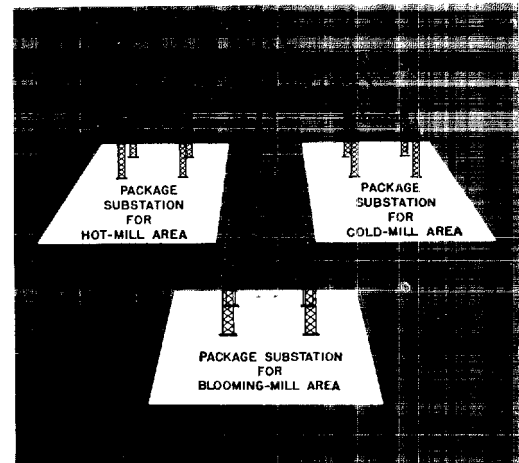 PACKAGE
SUBSTATION
FOR
HOT-MILL AREA
PACKAGE
SUBSTATION
FOR
COLD-MILL AREA
PACKAGE SUBSTATION
FOR
BLOOMING-MILL AREA